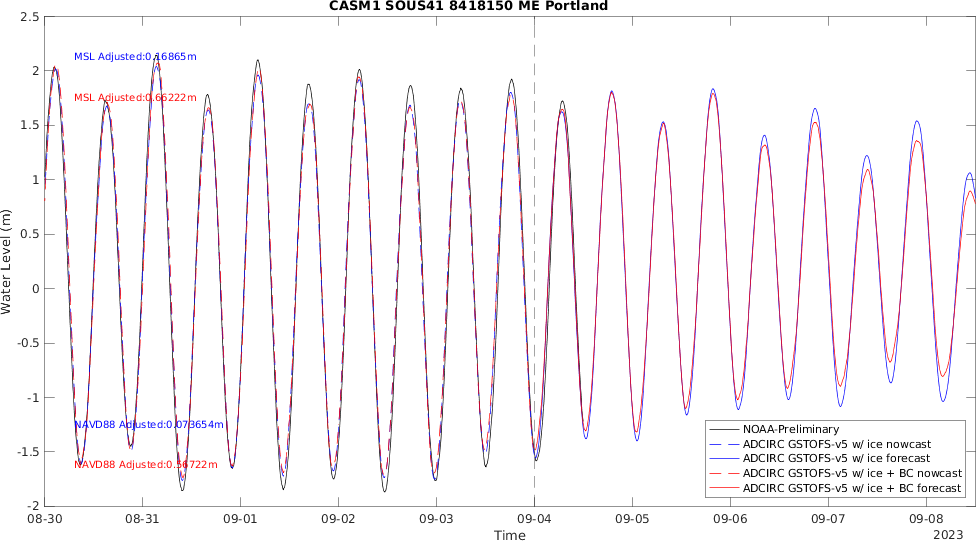 CASM1 SOUS41 8418150 ME Portland
2.5
2
1.5
1
0.5
0
-0.5
-1
-1.5
-2
Water Level (m)
MSL Adjusted:0.16865m
MSL Adjusted:0.66222m
NAVD88 Adjusted:0.073654m
NAVD88 Adjusted:0.56722m
NOAA-Preliminary
ADCIRC GSTOFS-v5 w/ ice nowcast
ADCIRC GSTOFS-v5 w/ ice forecast
ADCIRC GSTOFS-v5 w/ ice + BC nowcast
ADCIRC GSTOFS-v5 w/ ice + BC forecast
08-30 08-31 09-01 09-02 09-03 09-04 09-05 09-06 09-07 09-08
Time
2023